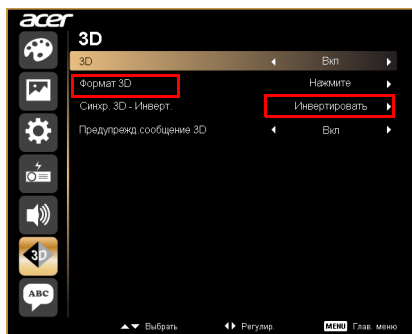 acer
3D
3D Вкл
Формат 3D Нажмите
Синхр. 3D - Инверт. Инвертировать
Предупрежд.сообщение 3D Вкл
3D
ABC
Выбрать Регулир. MENU Глав. меню